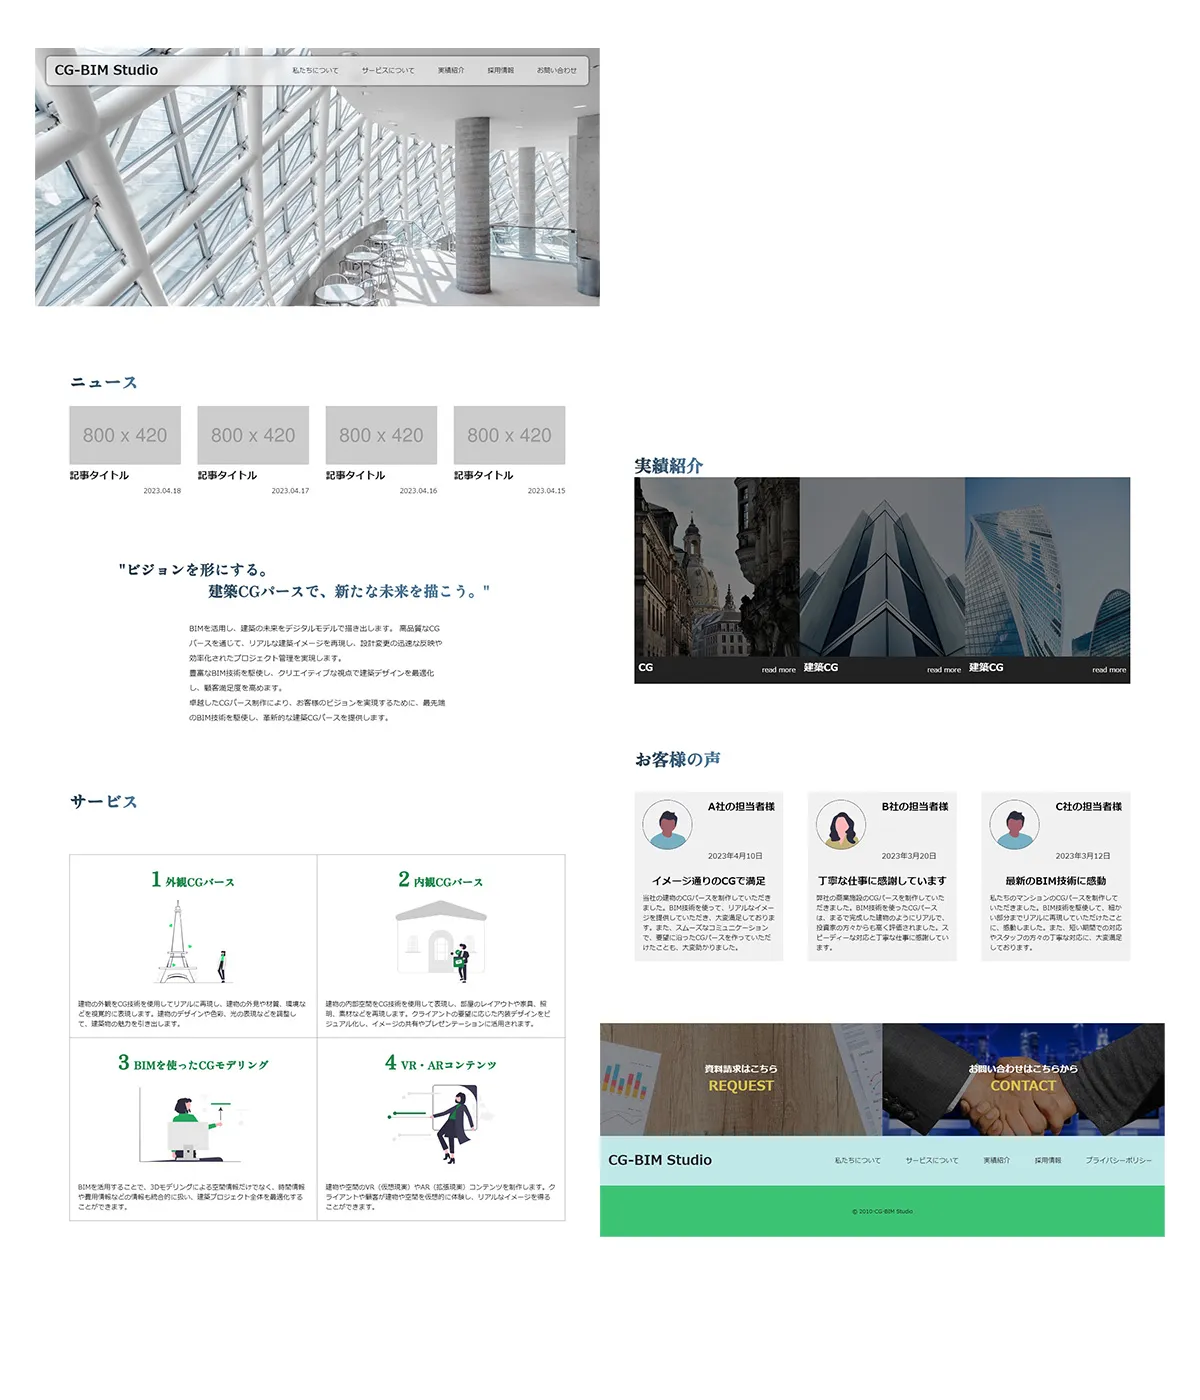 CG-BIM Studio
私たちについて
サービスについて
実績紹介
採用情報
お問い合わせ
ニュース
800 x 420
800 x 420
800 x 420
800 x 420
記事タイトル
記事タイトル
記事タイトル
記事タイトル
2023.04.18
2023.04.17
2023.04.16
2023.04.15
"ビジョンを形にする。
建築CGパースで、新たな未来を描こう。"
BIMを活用し、建築の未来をデジタルモデルで描き出します。 高品質なCG
パースを通じて、リアルな建築イメージを再現し、設計変更の迅速な反映や
効率化されたプロジェクト管理を実現します。
豊富なBIM技術を駆使し、クリエイティブな視点で建築デザインを最適化
し、顧客満足度を高めます。
卓越したCGパース制作により、お客様のビジョンを実現するために、最先端
のBIM技術を駆使し、革新的な建築CGパースを提供します。
サービス
1 外観CGパース
建物の外観をCG技術を使用してリアルに再現し、建物の外見や材質、環境な
どを視覚的に表現します。建物のデザインや色彩、光の表現などを調整し
て、建築物の魅力を引き出します。
2 内観CGパース
建物の内部空間をCG技術を使用して表現し、部屋のレイアウトや家具、照
明、素材などを再現します。クライアントの要望に応じた内装デザインをビ
ジュアル化し、イメージの共有やプレゼンテーションに活用されます。
3 BIMを使ったCGモデリング
BIMを活用することで、3Dモデリングによる空間情報だけでなく、時間情報
や費用情報などの情報も統合的に扱い、建築プロジェクト全体を最適化する
ことができます。
4 VR・ARコンテンツ
建物や空間のVR（仮想現実）やAR（拡張現実）コンテンツを制作します。ク
ライアントや顧客が建物や空間を仮想的に体験し、リアルなイメージを得る
ことができます。
実績紹介
CG
read more
建築CG
read more
建築CG
read more
お客様の声
A社の担当者様
2023年4月10日
イメージ通りのCGで満足
当社の建物のCGパースを制作していただき
ました。BIM技術を使って、リアルなイメー
ジを提供していただき、大変満足しておりま
す。また、スムーズなコミュニケーション
で、要望に沿ったCGパースを作っていただ
けたことも、大変助かりました。
B社の担当者様
2023年3月20日
丁寧な仕事に感謝しています
弊社の商業施設のCGパースを制作していた
だきました。BIM技術を使ったCGパース
は、まるで完成した建物のようにリアルで、
投資家の方々からも高く評価されました。ス
ピーディーな対応と丁寧な仕事に感謝してい
ます。
C社の担当者様
2023年3月12日
最新のBIM技術に感動
私たちのマンションのCGパースを制作して
いただきました。BIM技術を駆使して、細か
い部分までリアルに再現していただけたこと
に、感動しました。また、短い期間での対応
やスタッフの方々の丁寧な対応に、大変満足
しております。
資料請求はこちら
REQUEST
お問い合わせはこちらから
CONTACT
CG-BIM Studio
私たちについて
サービスについて
実績紹介
採用情報
プライバシーポリシー
© 2010 CG-BIM Studio